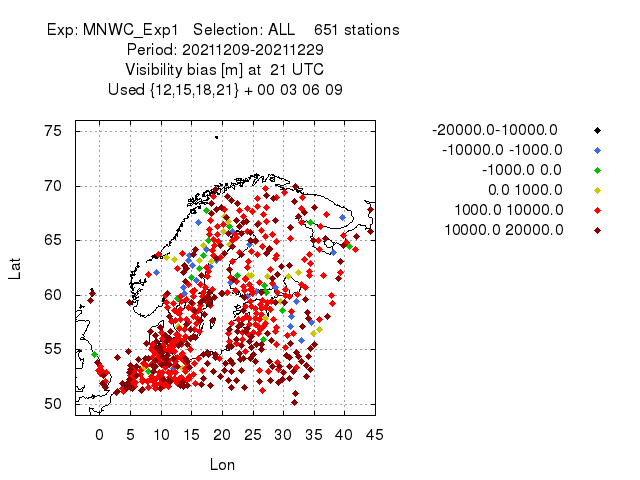 Exp: MNWC_Exp1 Selection: ALL 651 stations
Period: 20211209-20211229
Visibility bias [m] at 21 UTC
Used {12,15,18,21} + 00 03 06 09
-20000.0-10000.0
-10000.0 -1000.0
-1000.0 0.0
0.0 1000.0
1000.0 10000.0
10000.0 20000.0
75
70
65
60
55
50
Lat
0 5 10 15 20 25 30 35 40 45
Lon